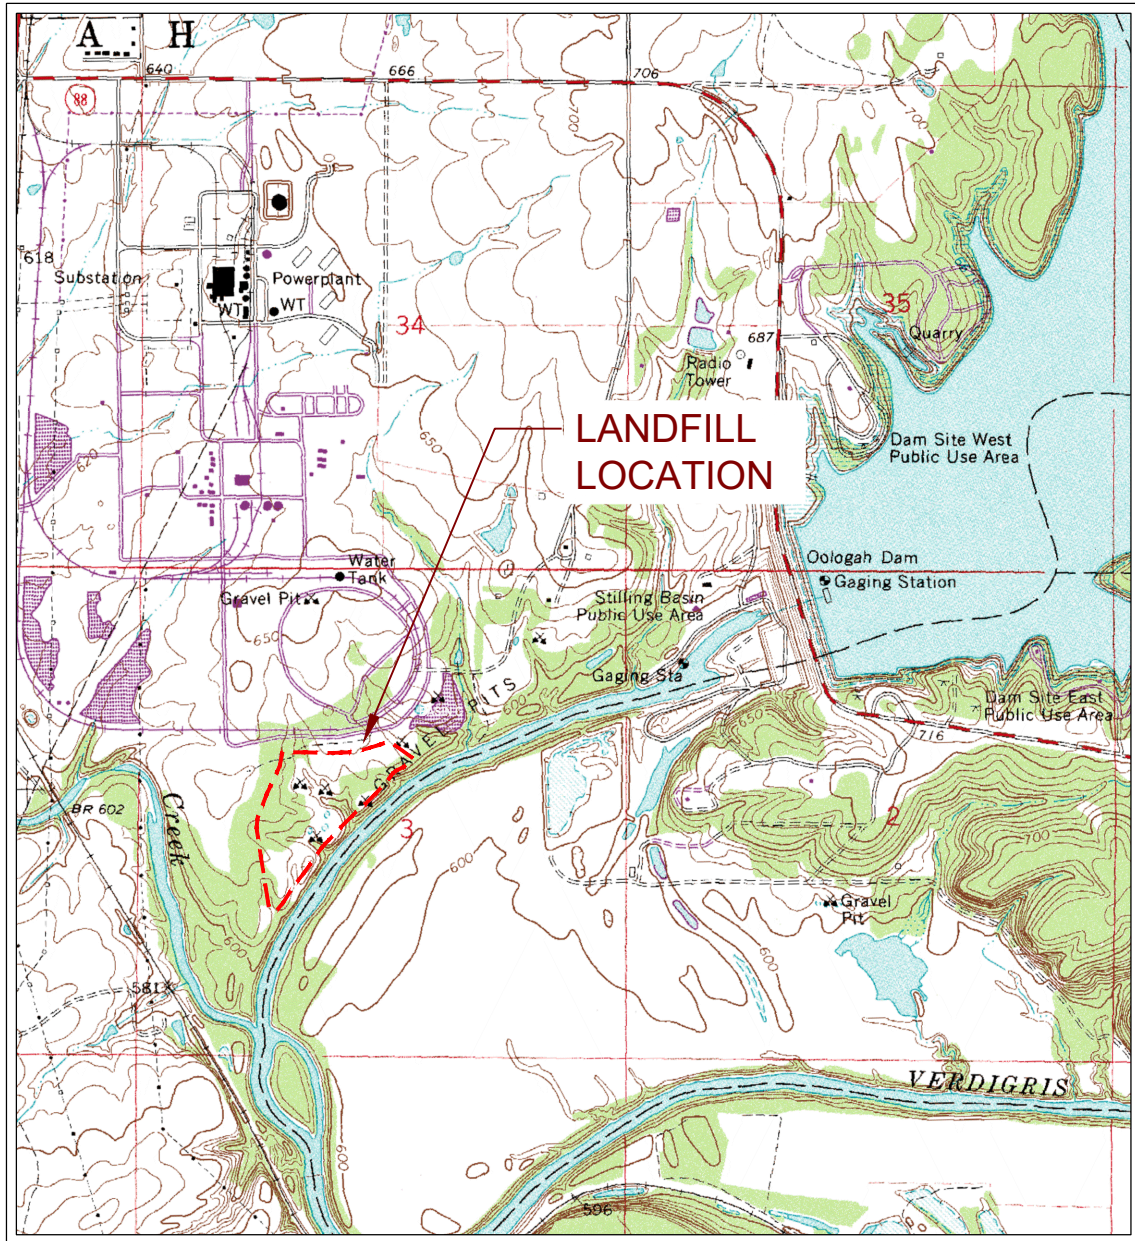 A H
640
666
706
88
600
700
618
Substation
Powerplant
WT
WT
34
35
Quarry
687
Radio
Tower
650
620
LANDFILL
LOCATION
Dam Site West
Public Use Area
Oologah Dam
Gaging Station
Water
Tank
Gravel Pit
Stilling Basin
Public Use Area
650
Gaging Sta
Dam Site East
Public Use Area
GRAVEL PITS
650
716
BR 602
Creek
3
2
700
600
Gravel
Pit
600
600
581
VERDIGRIS
600
596